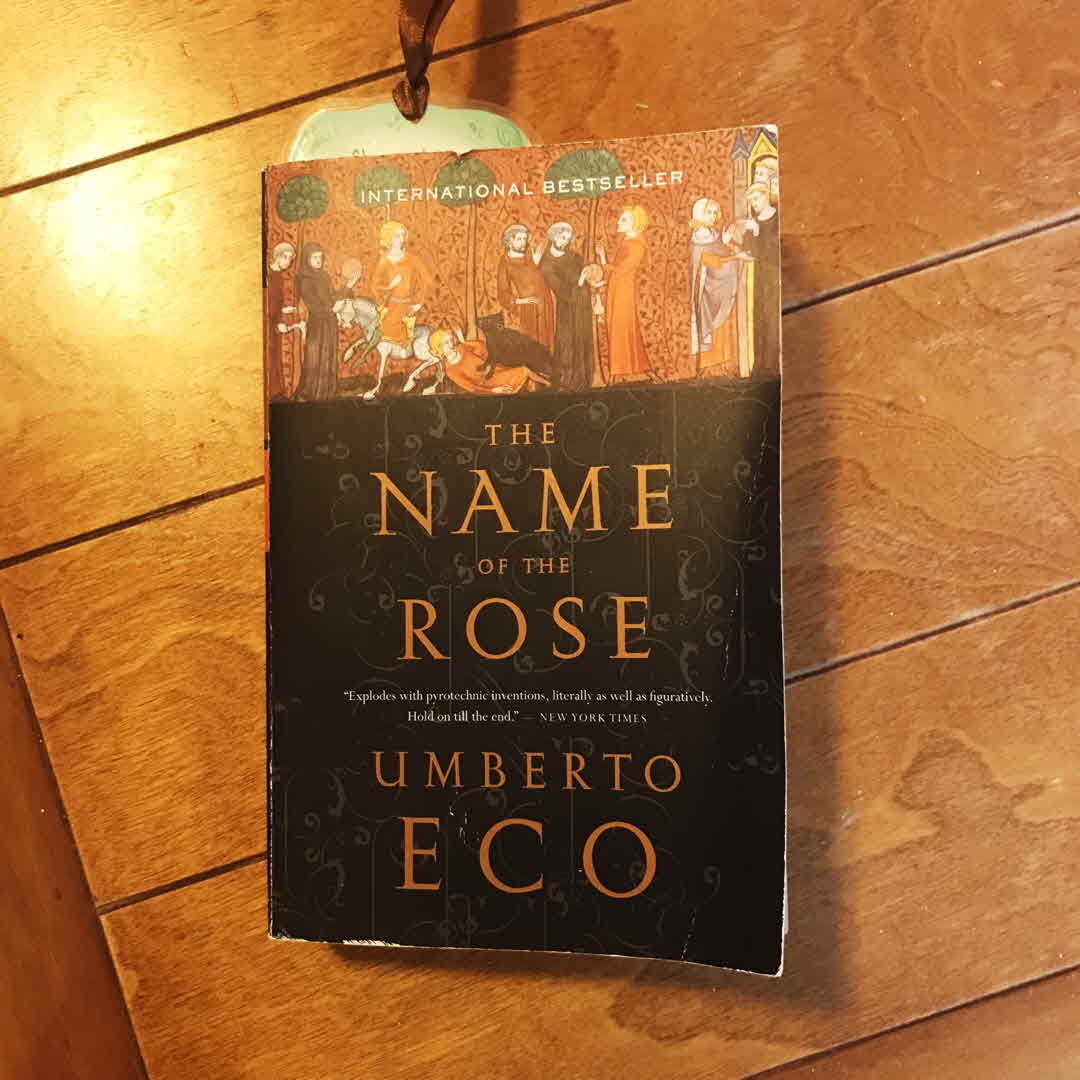 INTERNATIONAL BESTSELLER
THE
NAME
OF THE
ROSE
“Explodes with pyrotechnic inventions, literally as well as figuratively.
Hold on till the end.” — NEW YORK TIMES
UMBERTO
ECO